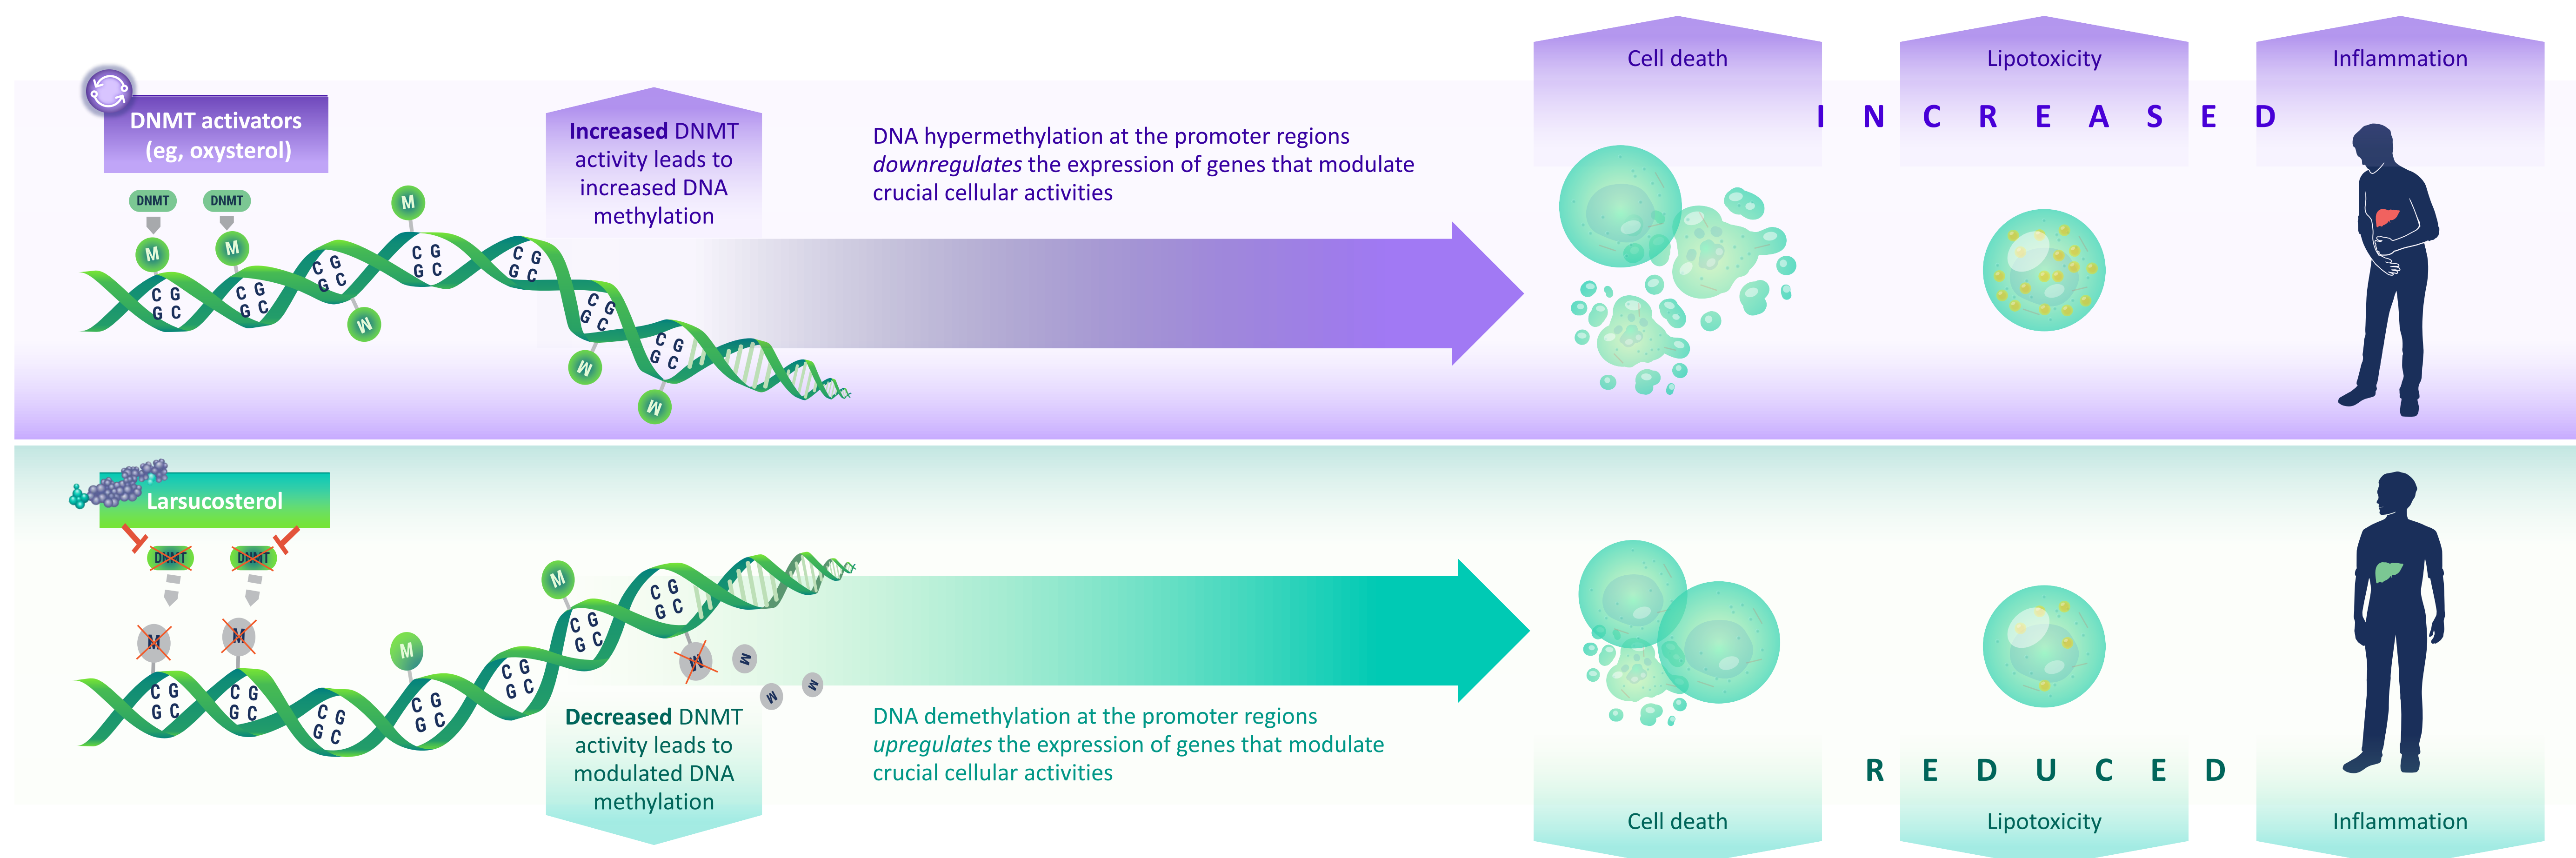 Cell death
Lipotoxicity
Inflammation
INCREASED
DNMT activators
(eg, oxysterol)
Increased DNMT
activity leads to
increased DNA
methylation
DNA hypermethylation at the promoter regions
downregulates the expression of genes that modulate
crucial cellular activities
DNMT
DNMT
M
M
M
M
M
M
C G
G C
C G
G C
C G
G C
C G
G C
C G
G C
C G
G C
C G
G C
Larsucosterol
DNMT
DNMT
M
M
M
M
M
M
M
M
C G
G C
C G
G C
C G
G C
C G
G C
C G
G C
C G
G C
C G
G C
Decreased DNMT
activity leads to
modulated DNA
methylation
DNA demethylation at the promoter regions
upregulates the expression of genes that modulate
crucial cellular activities
REDUCED
Cell death
Lipotoxicity
Inflammation